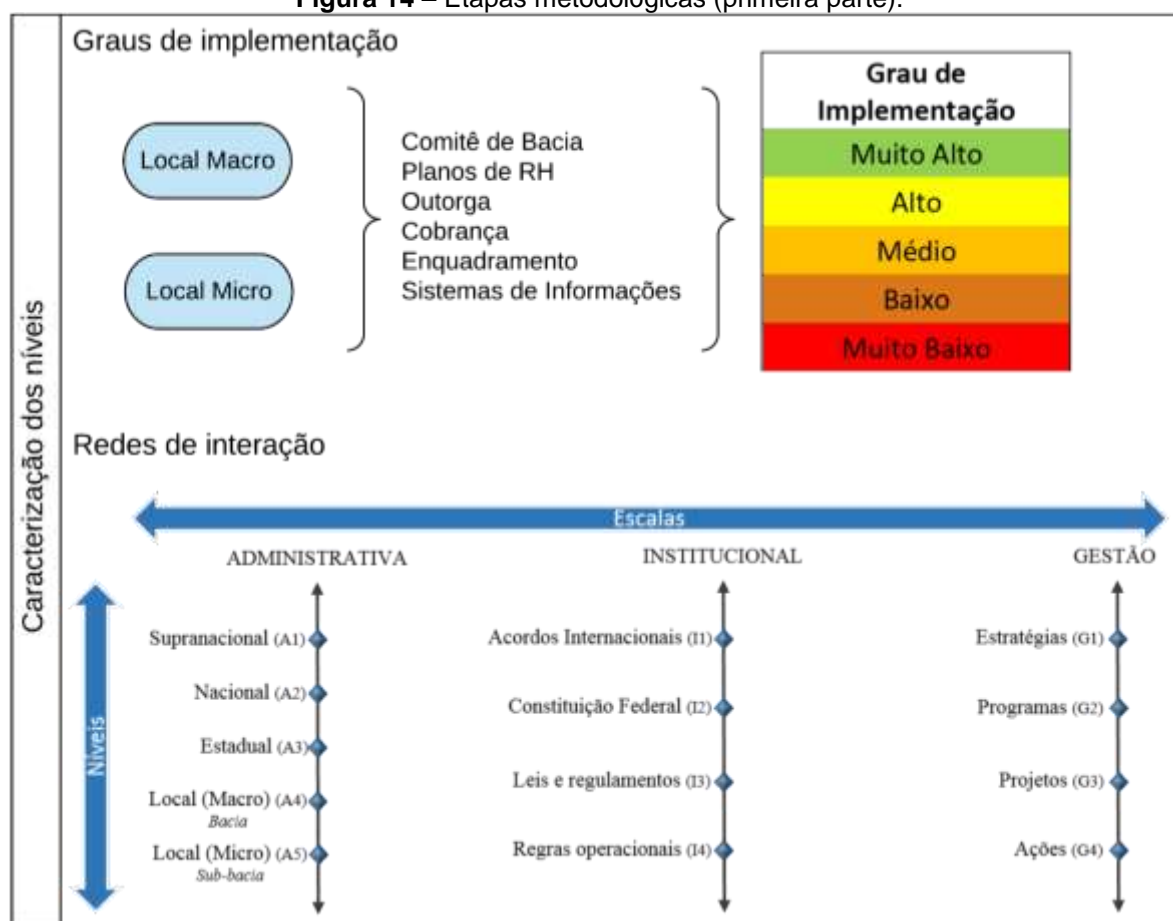 Figura 14 – Etapas metodológicas (primeira parte).
Caracterização dos níveis
Graus de implementação
Local Macro
Local Micro
Comitê de Bacia
Planos de RH
Outorga
Cobrança
Enquadramento
Sistemas de Informações
Grau de
Implementação
Muito Alto
Alto
Médio
Baixo
Muito Baixo
Redes de interação
Escalas
Níveis
ADMINISTRATIVA
Supranacional (A1)
Nacional (A2)
Estadual (A3)
Local (Macro) (A4)
Bacia
Local (Micro) (A5)
Sub-bacia
INSTITUCIONAL
Acordos Internacionais (I1)
Constituição Federal (I2)
Leis e regulamentos (I3)
Regras operacionais (I4)
GESTÃO
Estratégias (G1)
Programas (G2)
Projetos (G3)
Ações (G4)